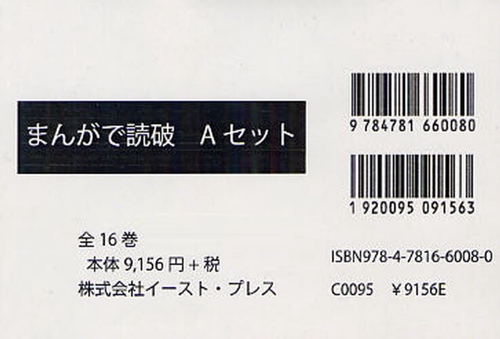 まんがで読破　Aセット
9 784781 660080
1 920095 091563
全16巻
本体9,156円+税
株式会社イースト・プレス
ISBN978-4-7816-6008-0
C0095　￥9156E